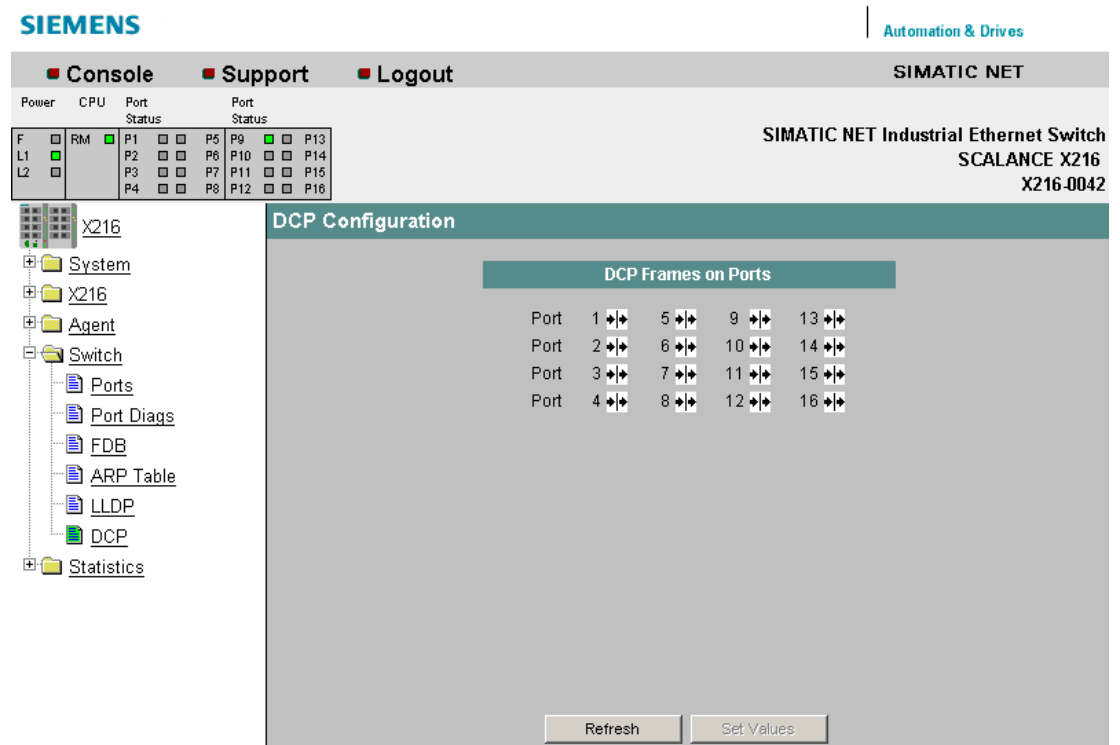 SIEMENS
Automation & Drives
Console Support Logout SIMATIC NET
Power CPU Port Status Port Status
F RM P1 P5 P9 P13
L1 P2 P6 P10 P14
L2 P3 P7 P11 P15
P4 P8 P12 P16
SIMATIC NET Industrial Ethernet Switch
SCALANCE X216
X216-0042
X216
System
X216
Agent
Switch
Ports
Port Diags
FDB
ARP Table
LLDP
DCP
Statistics
DCP Configuration
DCP Frames on Ports
Port 1 5 9 13
Port 2 6 10 14
Port 3 7 11 15
Port 4 8 12 16
Refresh Set Values